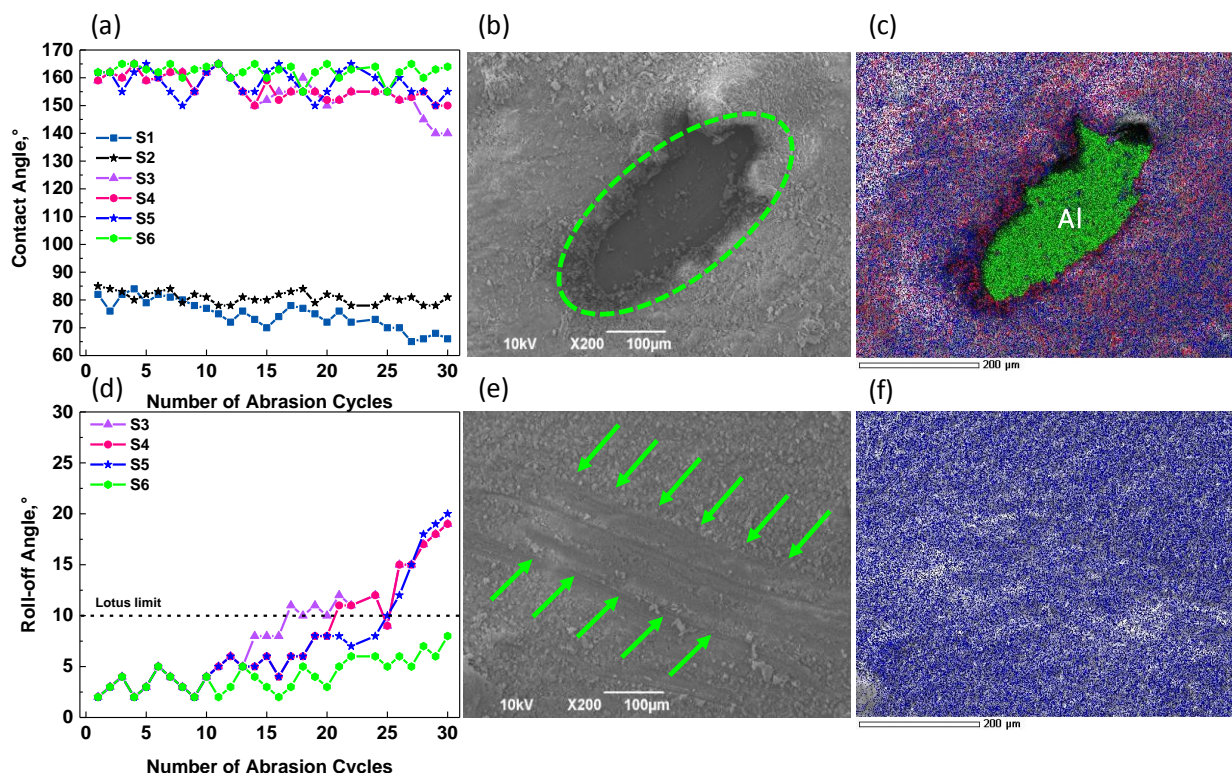 (a)
(b)
(c)
Contact Angle,°
170
160
150
140
130
120
110
100
90
80
70
60
S1
S2
S3
S4
S5
S6
0 5 10 15 20 25 30
Number of Abrasion Cycles
10kV X200 100µm
Al
200 µm
(d)
(e)
(f)
Roll-off Angle,°
30
25
20
15
10
5
0
S3
S4
S5
S6
Lotus limit
0 5 10 15 20 25 30
Number of Abrasion Cycles
10kV X200 100µm
200 µm